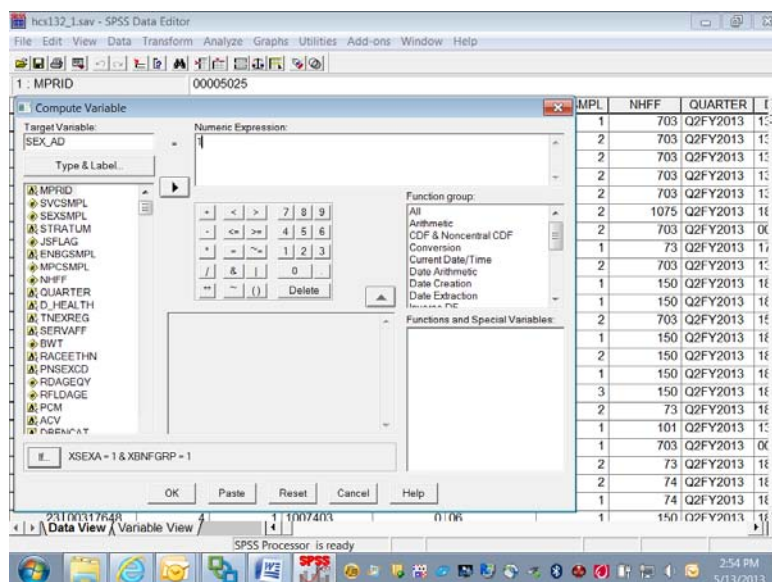 hcs132_1.sav - SPSS Data Editor
File Edit View Data Transform Analyze Graphs Utilities Add-ons Window Help
1 : MPRID 00005025
Compute Variable
Target Variable:
SEX_AD
=
Numeric Expression:
1
Type & Label...
MPRID
SVCSMPL
SEXSMPL
STRATUM
JSFLAG
ENBGSMPL
MPCSMPL
NHFF
QUARTER
D_HEALTH
TNEXREG
SERVAFF
BWT
RACEETHN
PNSEXCD
RDAGEQY
RFLDAGE
PCM
ACV
+ < > 7 8 9
- <= >= 4 5 6
* = ~= 1 2 3
/ & | 0 .
** ~ () Delete
Function group:
All
Arithmetic
CDF & Noncentral CDF
Conversion
Current Date/Time
Date Arithmetic
Date Creation
Date Extraction
Functions and Special Variables:
If... XSEXA = 1 & XBNFGRP = 1
OK Paste Reset Cancel Help
NHFF QUARTER
1 703 Q2FY2013
2 703 Q2FY2013
2 703 Q2FY2013
2 703 Q2FY2013
2 703 Q2FY2013
2 1075 Q2FY2013
2 703 Q2FY2013
1 73 Q2FY2013
2 703 Q2FY2013
1 150 Q2FY2013
1 150 Q2FY2013
2 703 Q2FY2013
1 150 Q2FY2013
2 150 Q2FY2013
1 150 Q2FY2013
3 150 Q2FY2013
2 73 Q2FY2013
1 101 Q2FY2013
1 703 Q2FY2013
2 73 Q2FY2013
2 74 Q2FY2013
1 74 Q2FY2013
1 150 Q2FY2013
23100317648 4 1 1007403 0 06
Data View Variable View
SPSS Processor is ready
SPSS
2:54 PM